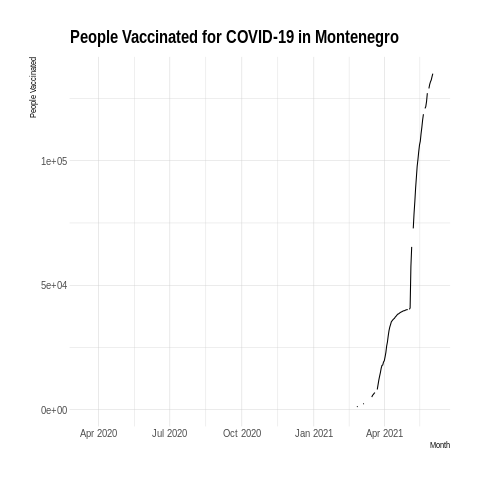 People Vaccinated for COVID-19 in Montenegro
People Vaccinated
1e+05
5e+04
0e+00
Apr 2020 Jul 2020 Oct 2020 Jan 2021 Apr 2021
Month